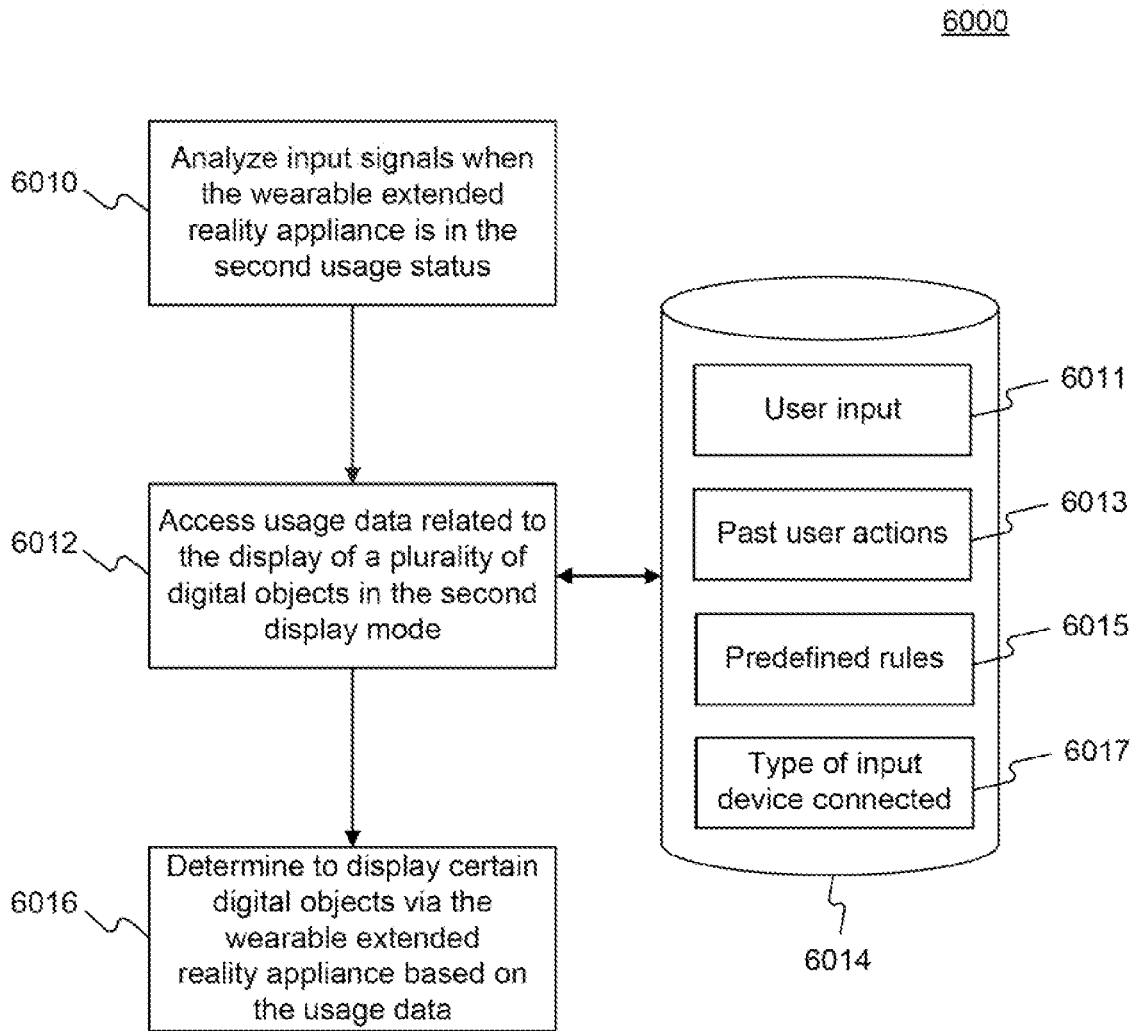 6000
6010
Analyze input signals when
the wearable extended
reality appliance is in the
second usage status
6012
Access usage data related to
the display of a plurality of
digital objects in the second
display mode
6016
Determine to display certain
digital objects via the
wearable extended
reality appliance based on
the usage data
User input
6011
Past user actions
6013
Predefined rules
6015
Type of input
device connected
6017
6014